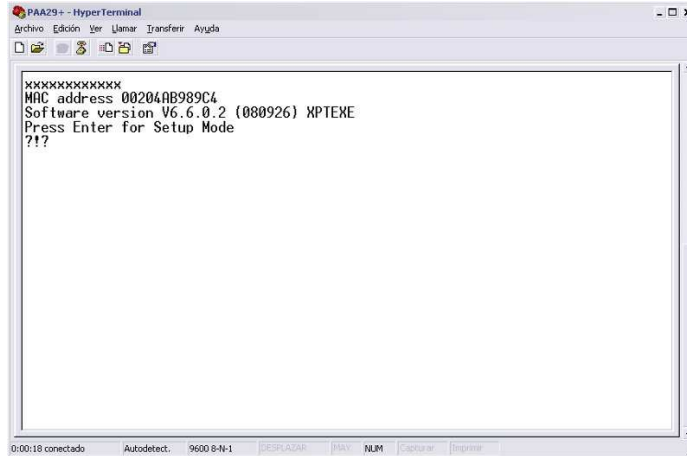 PAA29+ - HyperTerminal
Archivo Edición Ver Llamar Transferir Ayuda
xxxxxxxxxxxx
MAC address 00204AB989C4
Software version V6.6.0.2 (080926) XPTEXE
Press Enter for Setup Mode
?!?
0:00:18 conectado Autodetect. 9600 8-N-1 DESPLAZAR MAY NUM Capturar Imprimir